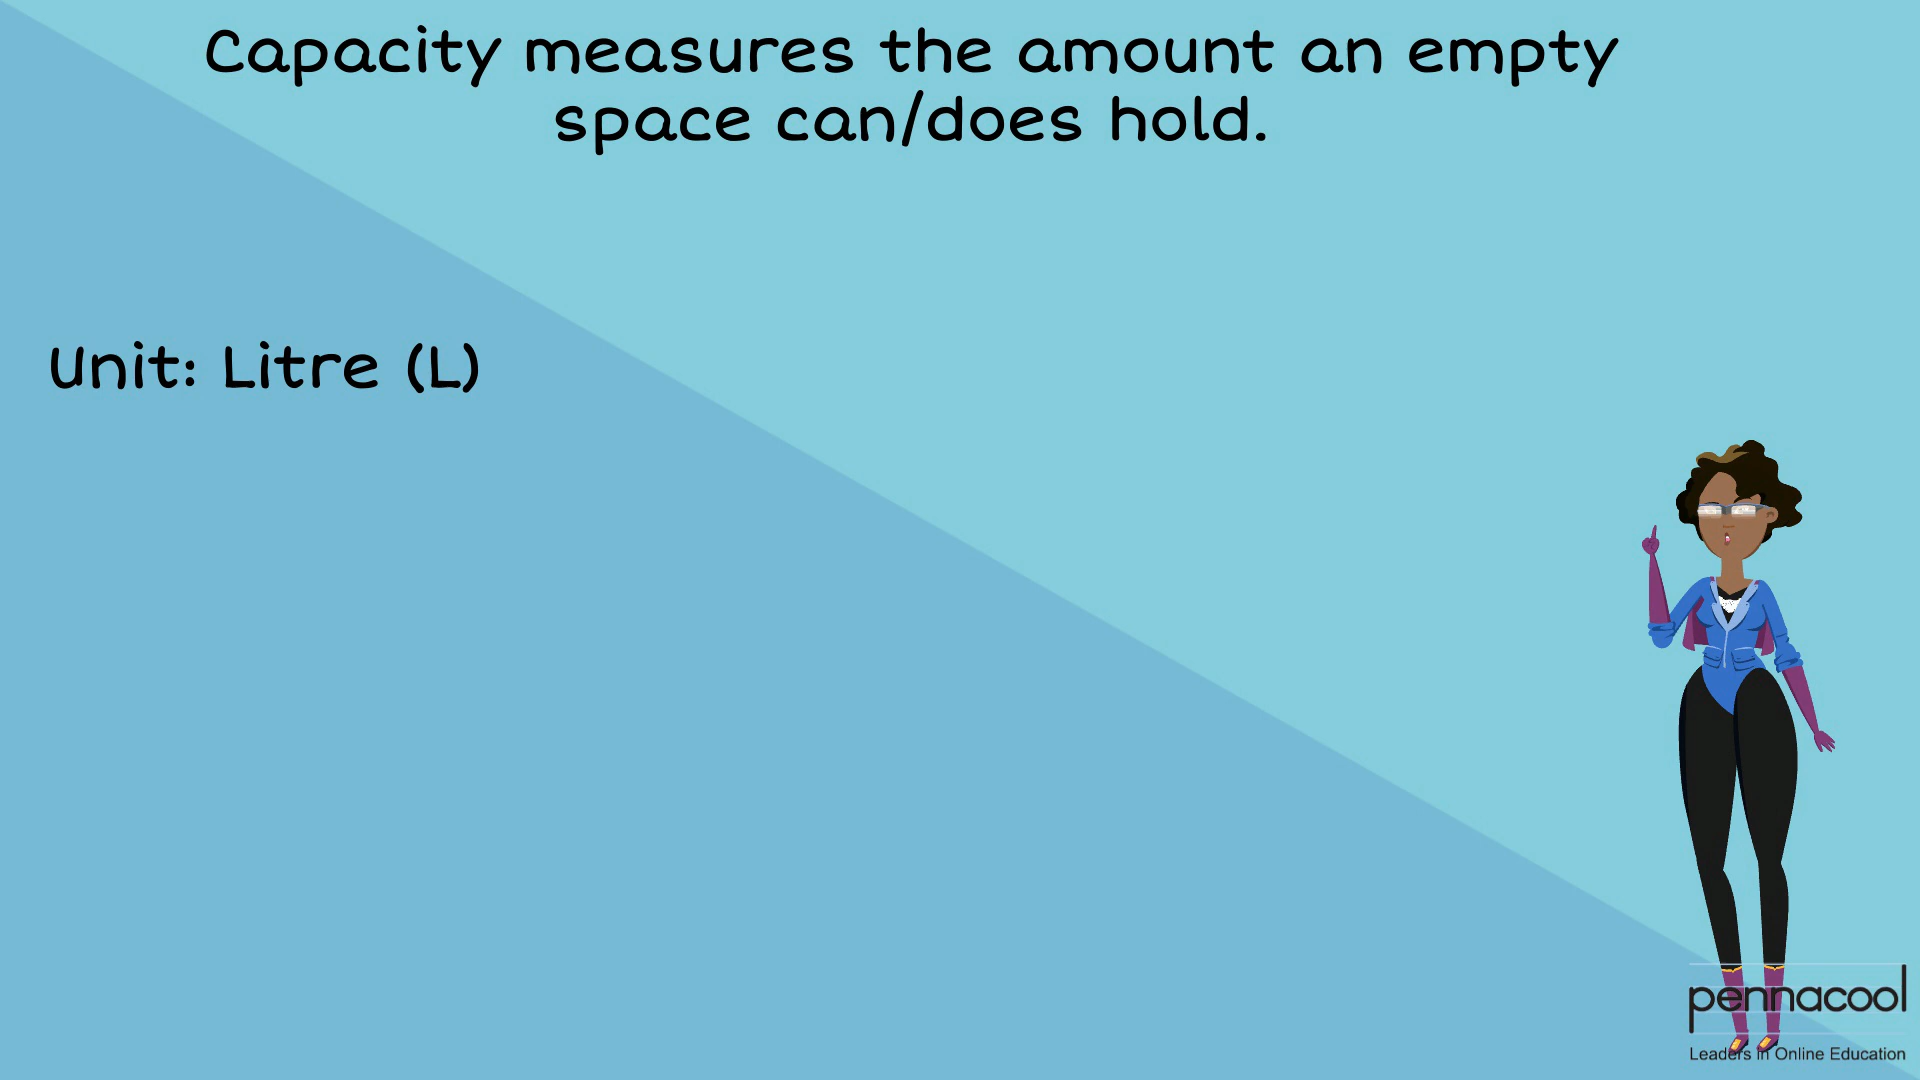 Capacity measures the amount an empty
space can/does hold.
Unit: Litre (L)
pennacool
Leaders in Online Education